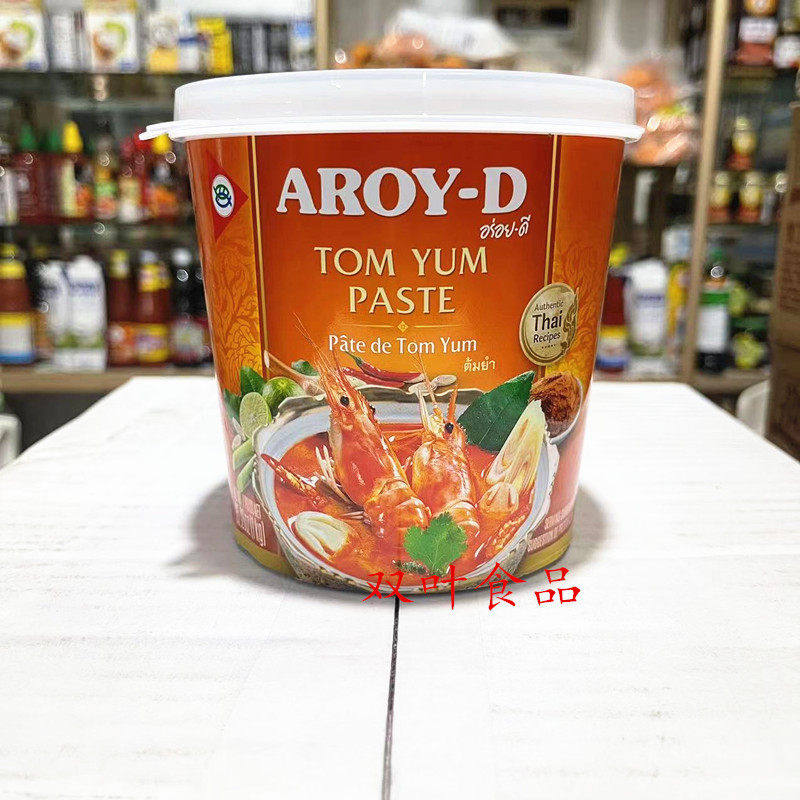 AROY-D
อร่อย-ดี
TOM YUM
PASTE
Pâte de Tom Yum
ต้มยำ
Authentic
Thai
Recipes
双叶食品